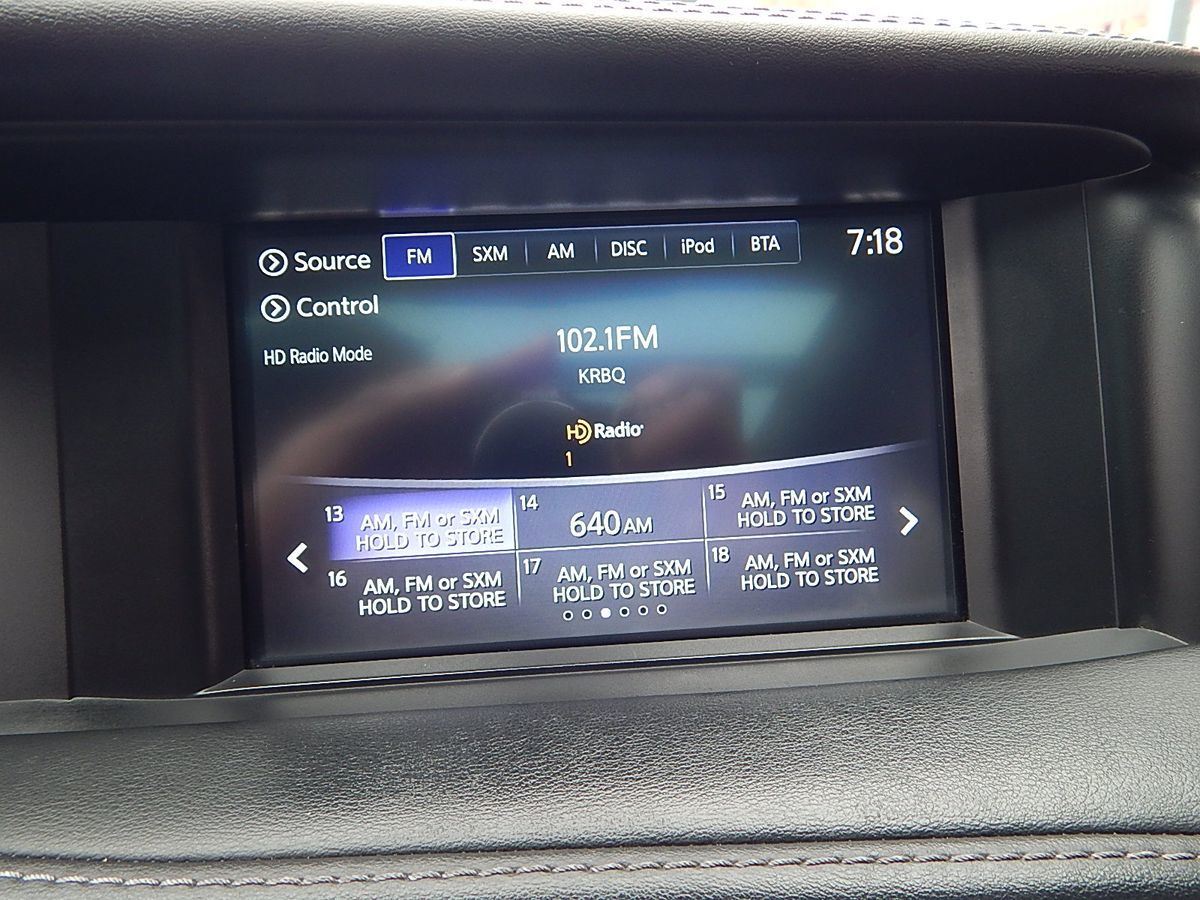 Source FM SXM AM DISC iPod BTA 7:18
Control
HD Radio Mode
102.1FM
KRBQ
HD Radio
1
13 AM, FM or SXM
HOLD TO STORE
14 640 AM
15 AM, FM or SXM
HOLD TO STORE
16 AM, FM or SXM
HOLD TO STORE
17 AM, FM or SXM
HOLD TO STORE
18 AM, FM or SXM
HOLD TO STORE